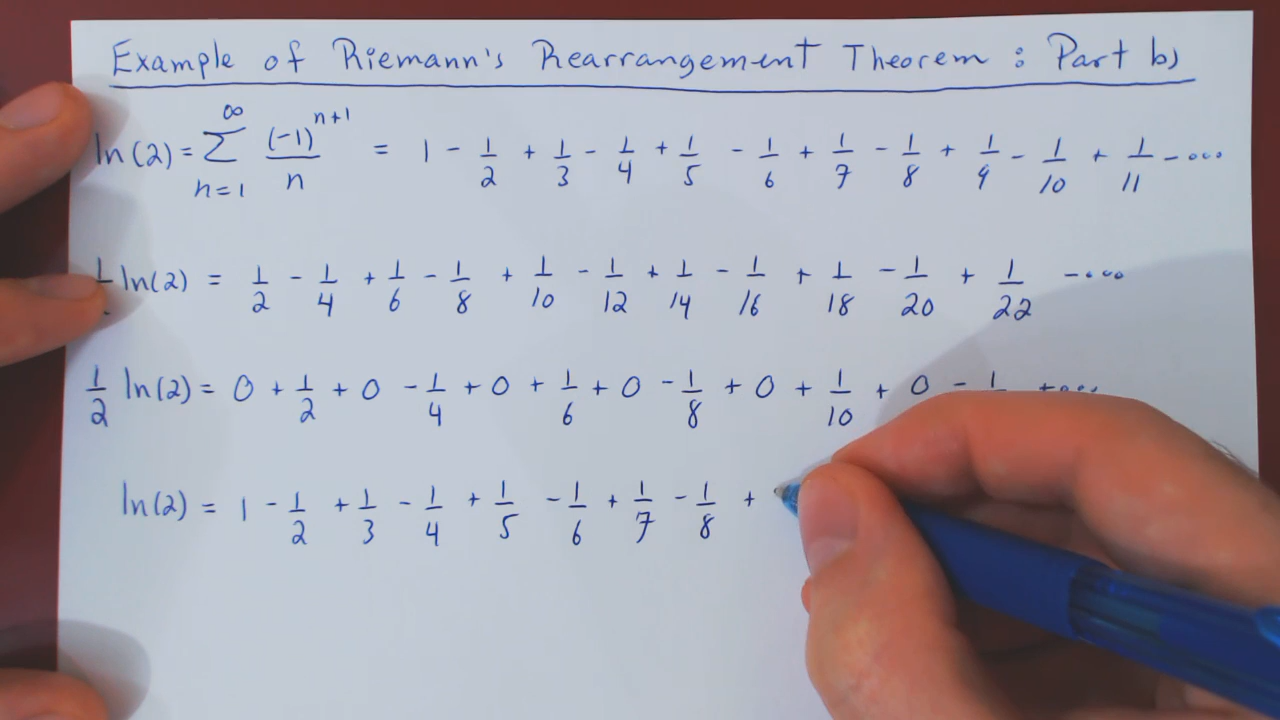 Example of Riemann's Rearrangement Theorem : Part b)
ln(2) = ∑_{n=1}^{∞} (-1)^{n+1}/n = 1 - 1/2 + 1/3 - 1/4 + 1/5 - 1/6 + 1/7 - 1/8 + 1/9 - 1/10 + 1/11 - ...
ln(2) = 1/2 - 1/4 + 1/6 - 1/8 + 1/10 - 1/12 + 1/14 - 1/16 + 1/18 - 1/20 + 1/22 - ...
1/2 ln(2) = 0 + 1/2 + 0 - 1/4 + 0 + 1/6 + 0 - 1/8 + 0 + 1/10 + 0 - 1 + ...
ln(2) = 1 - 1/2 + 1/3 - 1/4 + 1/5 - 1/6 + 1/7 - 1/8 +